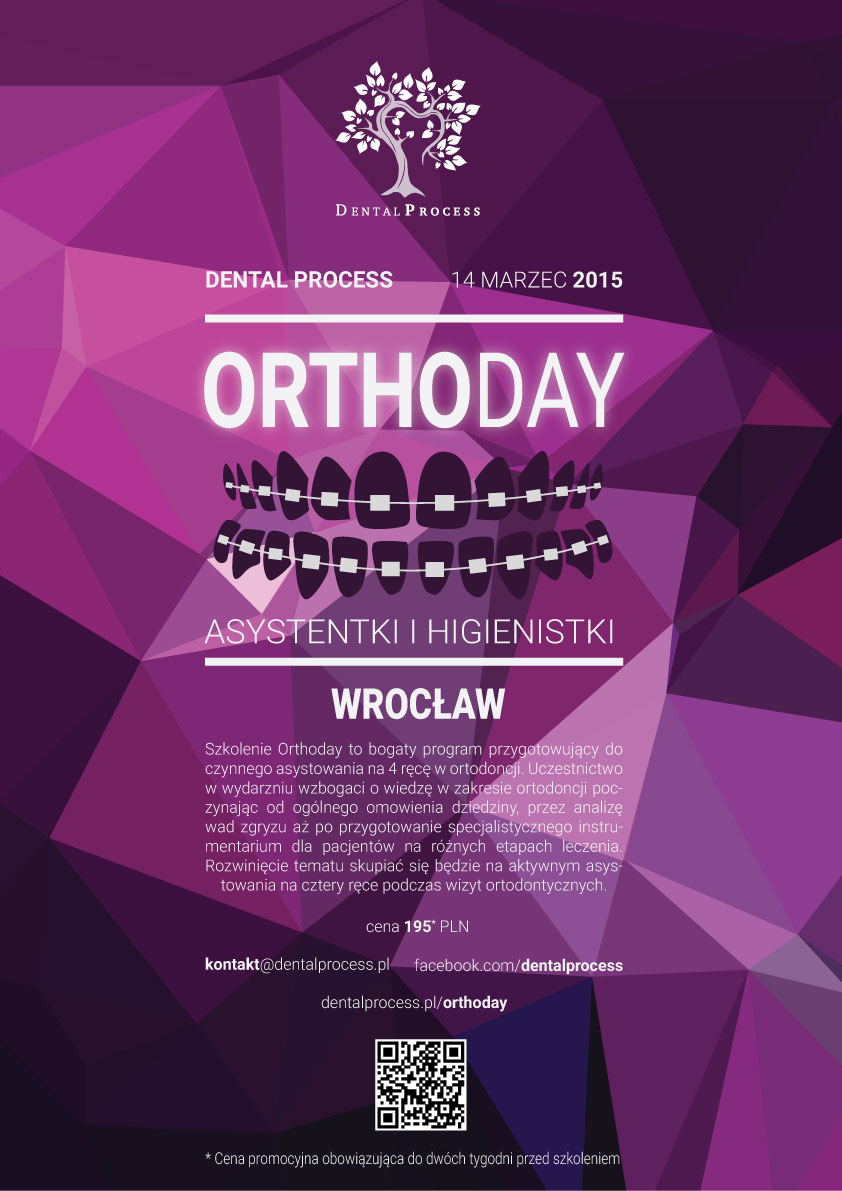 DENTAL PROCESS
DENTAL PROCESS 14 MARZEC 2015
ORTHODAY
ASYSTENTKI I HIGIENISTKI
WROCŁAW
Szkolenie Orthoday to bogaty program przygotowujący do
czynnego asystowania na 4 ręcę w ortodoncji. Uczestnictwo
w wydarzniu wzbogaci o wiedzę w zakresie ortodoncji poc-
zynając od ogólnego omowienia dziedziny, przez analizę
wad zgryzu aż po przygotowanie specjalistycznego instru-
mentarium dla pacjentów na różnych etapach leczenia.
Rozwinięcie tematu skupiać się będzie na aktywnym asys-
towania na cztery ręce podczas wizyt ortodontycznych.
cena 195* PLN
kontakt@dentalprocess.pl facebook.com/dentalprocess
dentalprocess.pl/orthoday
* Cena promocyjna obowiązująca do dwóch tygodni przed szkoleniem